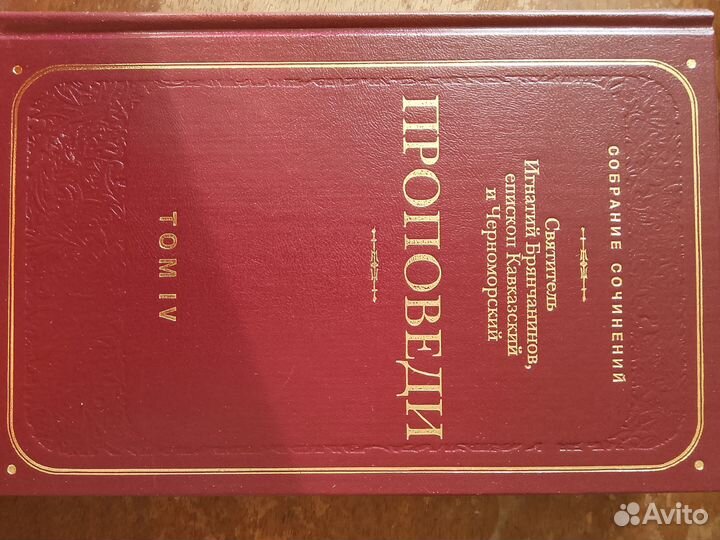 СОБРАНИЕ СОЧИНЕНИЙ
Святитель
Игнатий Брянчанинов,
епископ Кавказский
и Черноморский
ПРОПОВЕДИ
ТОМ IV
Avito